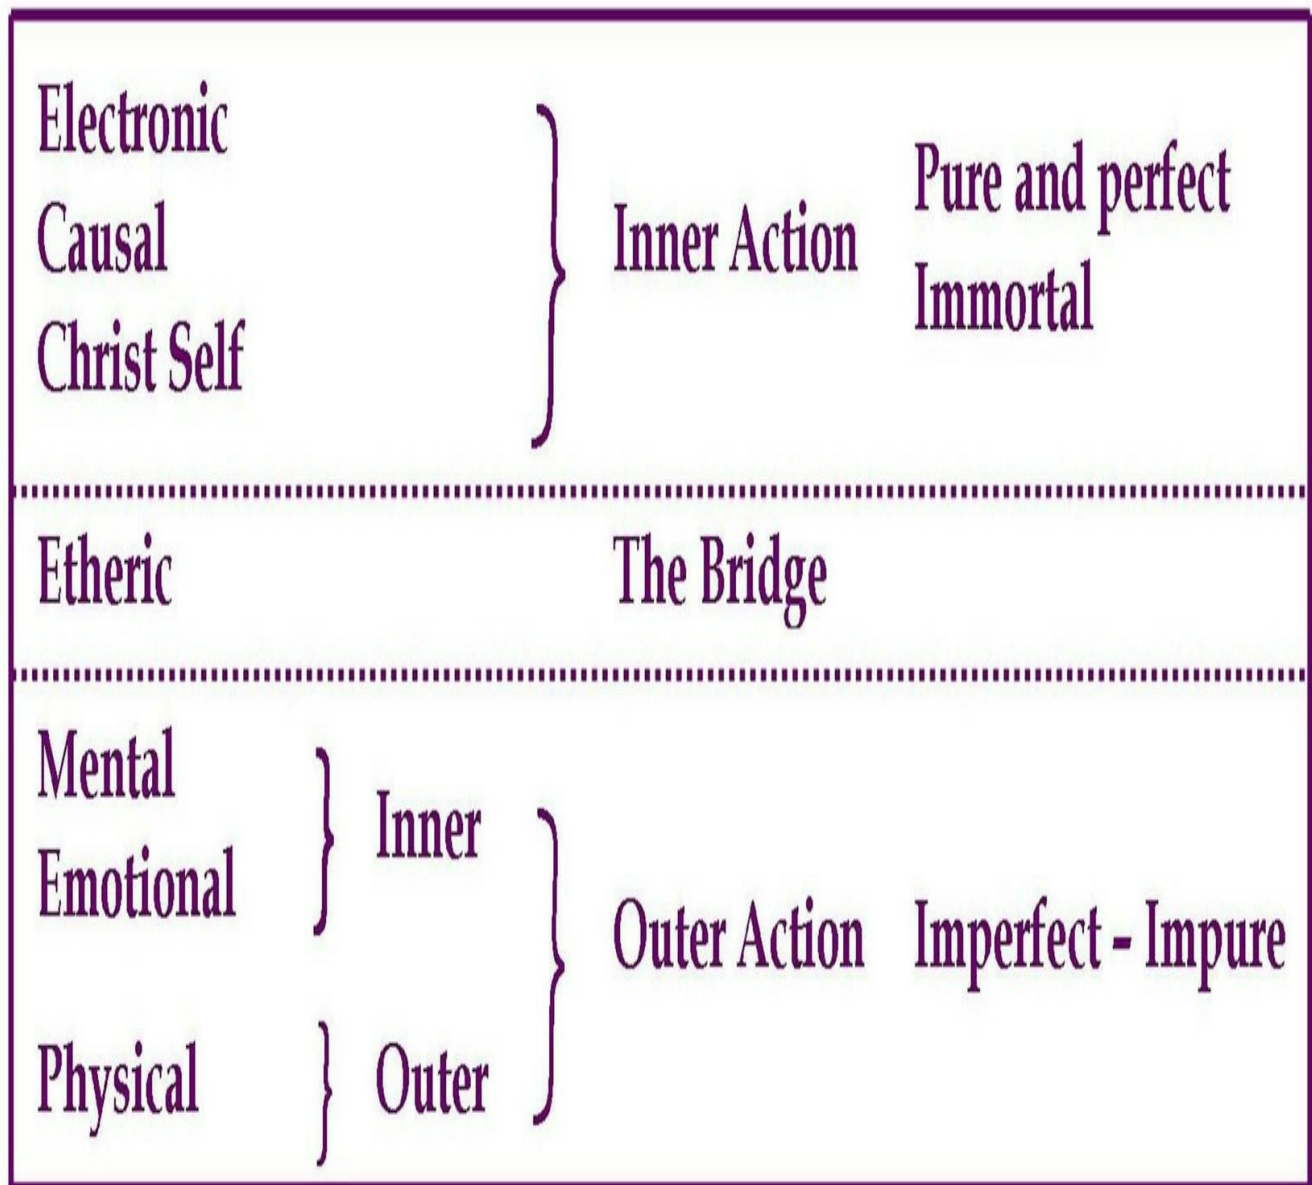 Electronic
Causal
Christ Self
Inner Action
Pure and perfect
Immortal
Etheric
The Bridge
Mental
Emotional
Inner
Physical
Outer
Outer Action
Imperfect - Impure